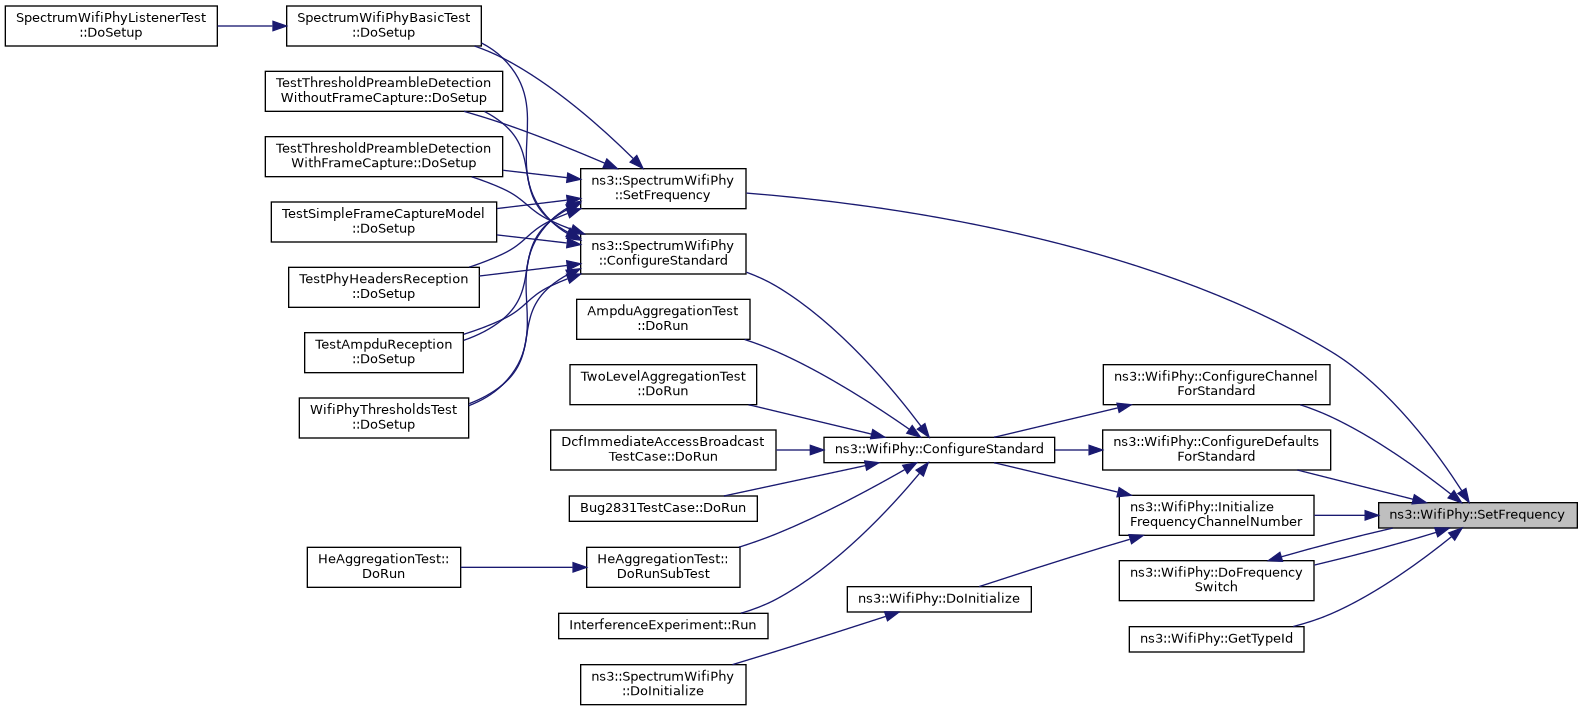 SpectrumWifiPhyListenerTest
::DoSetup
SpectrumWifiPhyBasicTest
::DoSetup
TestThresholdPreambleDetection
WithoutFrameCapture::DoSetup
TestThresholdPreambleDetection
WithFrameCapture::DoSetup
TestSimpleFrameCaptureModel
::DoSetup
TestPhyHeadersReception
::DoSetup
TestAmpduReception
::DoSetup
WifiPhyThresholdsTest
::DoSetup
HeAggregationTest::
DoRun
ns3::SpectrumWifiPhy
::SetFrequency
ns3::SpectrumWifiPhy
::ConfigureStandard
AmpduAggregationTest
::DoRun
TwoLevelAggregationTest
::DoRun
DcfImmediateAccessBroadcast
TestCase::DoRun
Bug2831TestCase::DoRun
HeAggregationTest::
DoRunSubTest
InterferenceExperiment::Run
ns3::SpectrumWifiPhy
::DoInitialize
ns3::WifiPhy::ConfigureStandard
ns3::WifiPhy::DoInitialize
ns3::WifiPhy::ConfigureChannel
ForStandard
ns3::WifiPhy::ConfigureDefaults
ForStandard
ns3::WifiPhy::Initialize
FrequencyChannelNumber
ns3::WifiPhy::DoFrequency
Switch
ns3::WifiPhy::GetTypeId
ns3::WifiPhy::SetFrequency